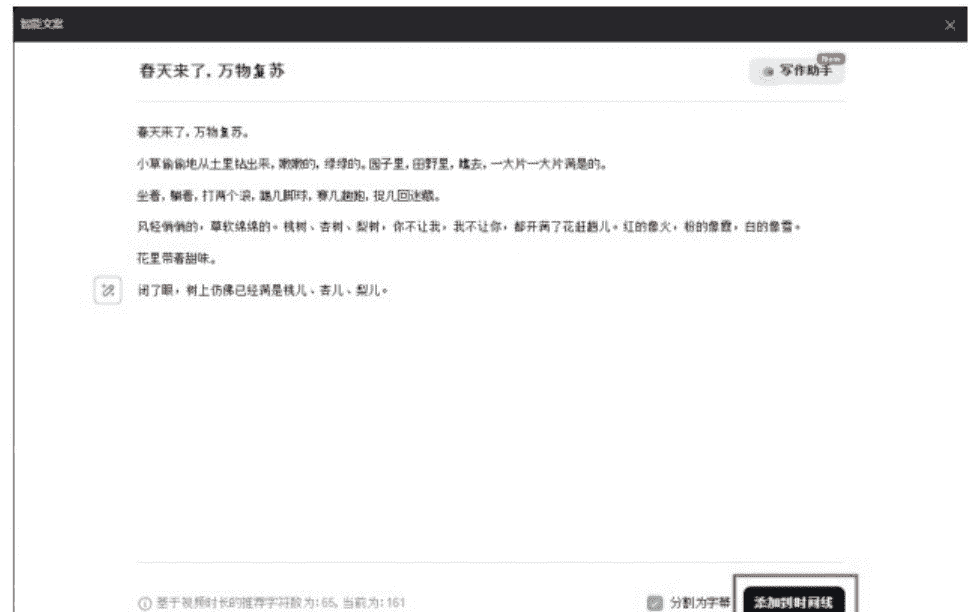 智能文案
春天来了,万物复苏
New
写作助手
春天来了,万物复苏。
小草偷偷地从土里钻出来,嫩嫩的,绿绿的。园子里,田野里,瞧去,一大片一大片满是的。
坐着,躺着,打两个滚,踢几脚球,赛几趟跑,捉几回迷藏。
风轻悄悄的,草软绵绵的。桃树、杏树、梨树,你不让我,我不让你,都开满了花赶趟儿。红的像火,粉的像霞,白的像雪。
花里带着甜味。
闭了眼,树上仿佛已经满是桃儿、杏儿、梨儿。
基于视频时长的推荐字符数为:65, 当前为:161
分割为字幕
添加到时间线